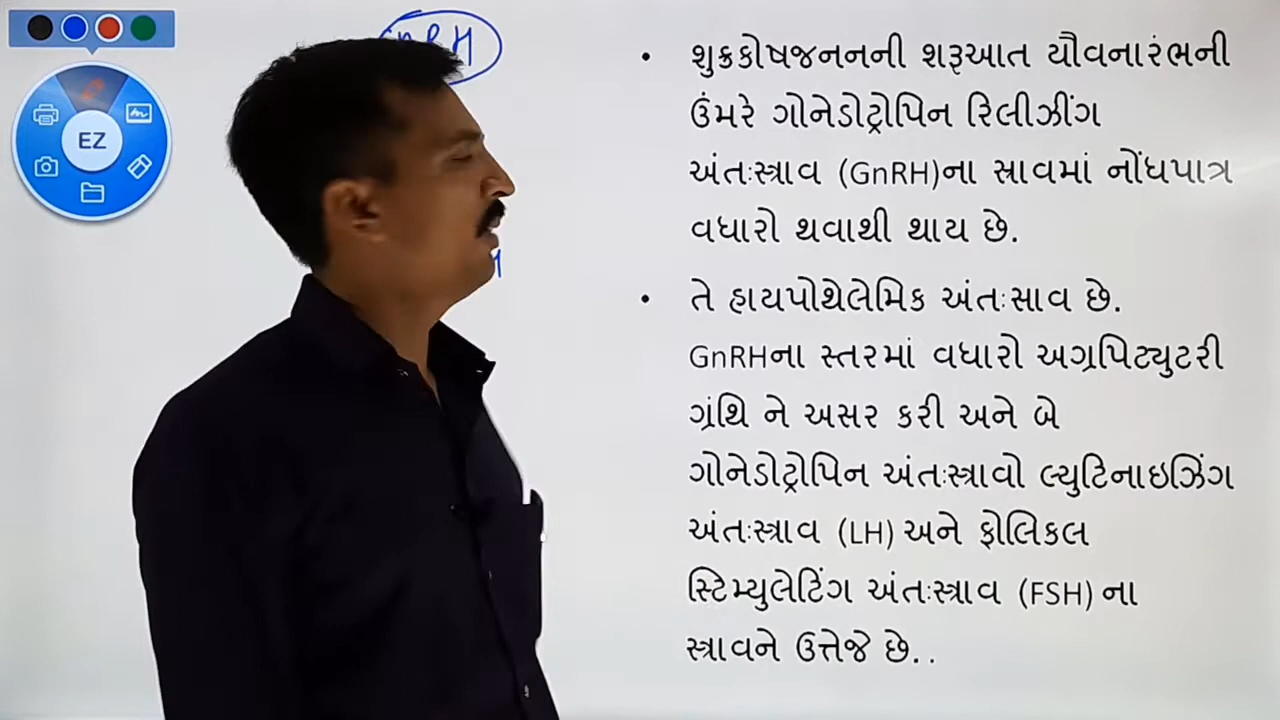 EZ
• શુક્રકોષજનનની શરૂઆત યૌવનારંભની
ઉંમરે ગોનેડોટ્રોપિન રિલીઝીંગ
અંતઃસ્ત્રાવ (GnRH)ના સ્રાવમાં નોંધપાત્ર
વધારો થવાથી થાય છે.
• તે હાયપોથેલેમિક અંતઃસાવ છે.
GnRHના સ્તરમાં વધારો અગ્રપિટ્યુટરી
ગ્રંથિ ને અસર કરી અને બે
ગોનેડોટ્રોપિન અંતઃસ્ત્રાવો લ્યુટિનાઇઝિંગ
અંતઃસ્ત્રાવ (LH) અને ફોલિકલ
સ્ટિમ્યુલેટિંગ અંતઃસ્ત્રાવ (FSH) ના
સ્ત્રાવને ઉત્તેજે છે..